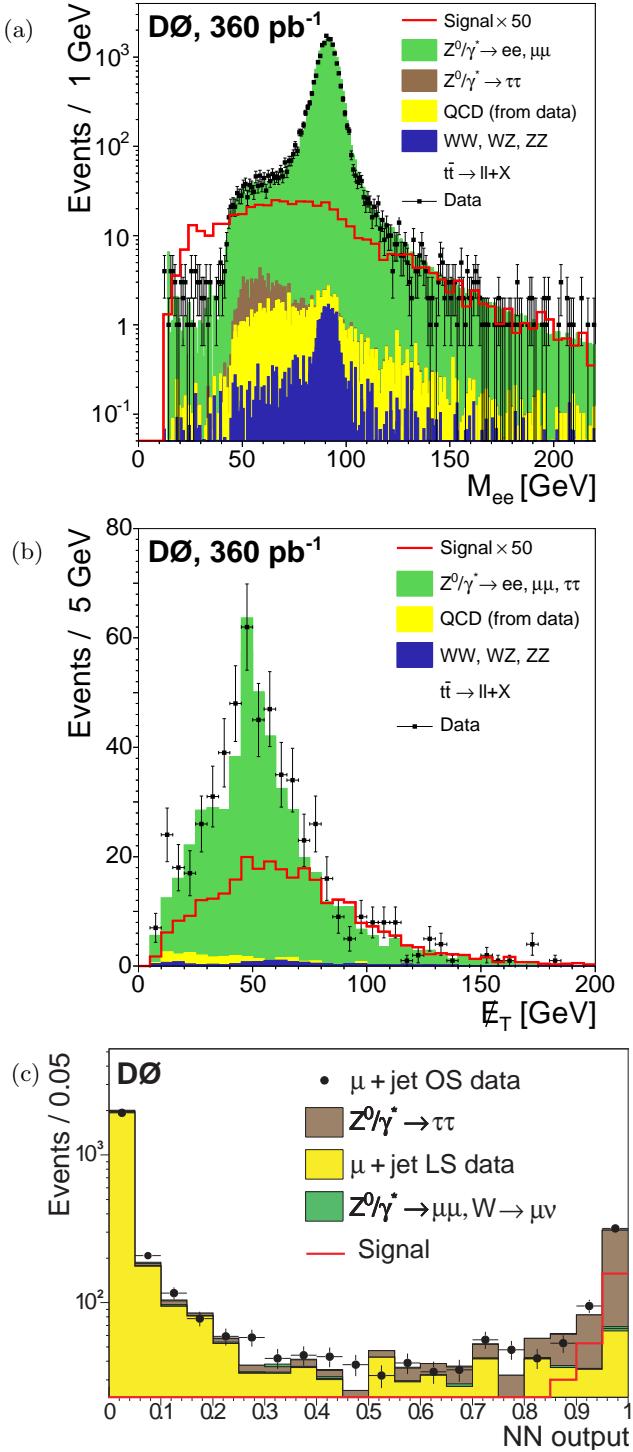 (a)
DØ, 360 pb⁻¹
Events / 1 GeV
10³
10²
10
1
10⁻¹
Signal × 50
Z⁰/γ* → ee, μμ
Z⁰/γ* → ττ
QCD (from data)
WW, WZ, ZZ
tt̄ → ll+X
Data
0 50 100 150 200
M_ee [GeV]
(b)
DØ, 360 pb⁻¹
Events / 5 GeV
80
60
40
20
0
Signal × 50
Z⁰/γ* → ee, μμ, ττ
QCD (from data)
WW, WZ, ZZ
tt̄ → ll+X
Data
0 50 100 150 200
E̸_T [GeV]
(c)
DØ
Events / 0.05
10³
10²
μ + jet OS data
Z⁰/γ* → ττ
μ + jet LS data
Z⁰/γ* → μμ, W → μν
Signal
0 0.1 0.2 0.3 0.4 0.5 0.6 0.7 0.8 0.9 1
NN output